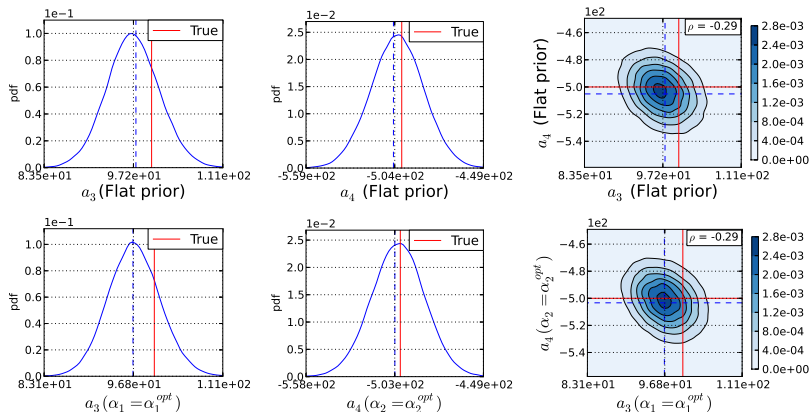 1e−1
True
pdf
1.0
0.8
0.6
0.4
0.2
0.0
8.35e+01
9.72e+01
1.11e+02
a3 (Flat prior)
1e−2
True
pdf
2.5
2.0
1.5
1.0
0.5
0.0
-5.59e+02
-5.04e+02
-4.49e+02
a4 (Flat prior)
1e2
ρ = -0.29
a4 (Flat prior)
−4.6
−4.8
−5.0
−5.2
−5.4
8.35e+01
9.72e+01
1.11e+02
a3 (Flat prior)
2.8e-03
2.4e-03
2.0e-03
1.6e-03
1.2e-03
8.0e-04
4.0e-04
0.0e+00
1e−1
True
pdf
1.0
0.8
0.6
0.4
0.2
0.0
8.31e+01
9.68e+01
1.11e+02
a3(α1 = α1^opt)
1e−2
True
pdf
2.5
2.0
1.5
1.0
0.5
0.0
-5.58e+02
-5.03e+02
-4.49e+02
a4(α2 = α2^opt)
1e2
ρ = -0.29
a4(α2 = α2^opt)
−4.6
−4.8
−5.0
−5.2
−5.4
8.31e+01
9.68e+01
1.11e+02
a3(α1 = α1^opt)
2.8e-03
2.4e-03
2.0e-03
1.6e-03
1.2e-03
8.0e-04
4.0e-04
0.0e+00